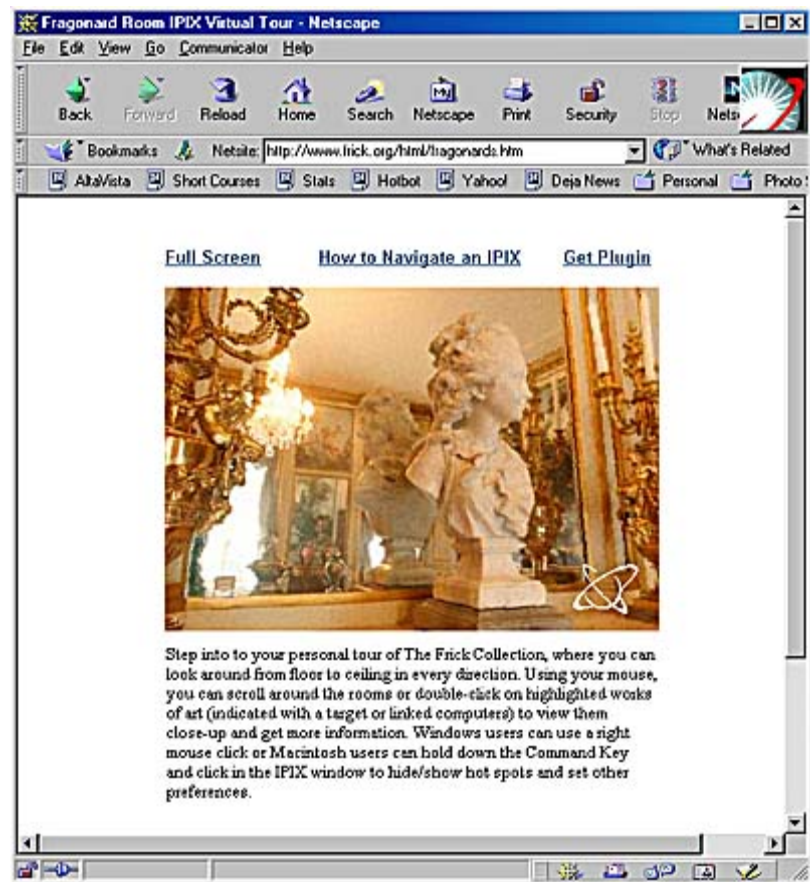 Fragonard Room IPIX Virtual Tour - Netscape
File Edit View Go Communicator Help
Back Forward Reload Home Search Netscape Print Security Stop Nets
Bookmarks Netsite: http://www.frick.org/html/fragonards.htm What's Related
AltaVista Short Courses Stats Hotbot Yahoo! Deja News Personal Photo
Full Screen How to Navigate an IPIX Get Plugin
Step into to your personal tour of The Frick Collection, where you can
look around from floor to ceiling in every direction. Using your mouse,
you can scroll around the rooms or double-click on highlighted works
of art (indicated with a target or linked computers) to view them
close-up and get more information. Windows users can use a right
mouse click or Macintosh users can hold down the Command Key
and click in the IPIX window to hide/show hot spots and set other
preferences.